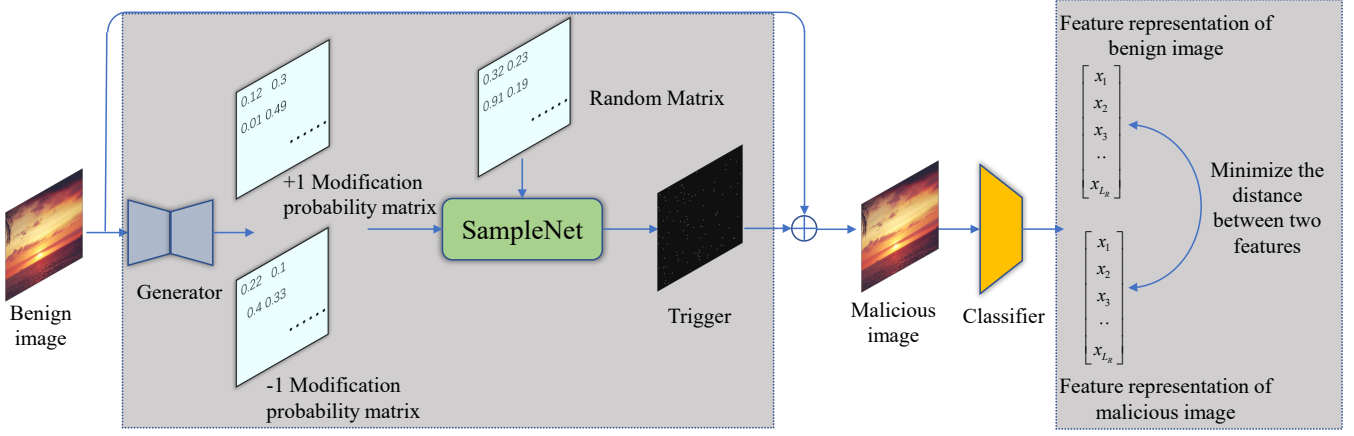 Benign
image
Generator
0.12 0.3
0.01 0.49
......
+1 Modification
probability matrix
0.22 0.1
0.4 0.33
......
-1 Modification
probability matrix
0.32 0.23
0.91 0.19
......
Random Matrix
SampleNet
Trigger
Malicious
image
Classifier
Feature representation of
benign image
x1
x2
x3
..
xLR
Minimize the
distance
between two
features
x1
x2
x3
..
xLR
Feature representation of
malicious image